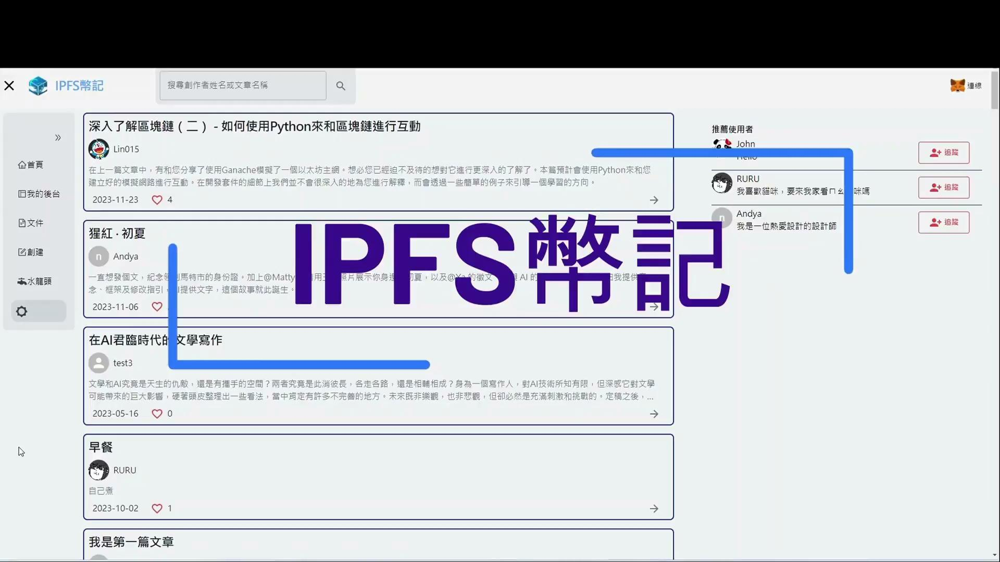 IPFS幣記
搜尋創作者姓名或文章名稱
連線
首頁
我的後台
文件
創建
水龍頭
深入了解區塊鏈（二） - 如何使用Python來和區塊鏈進行互動
Lin015
在上一篇文章中，有和您分享了使用Ganache模擬了一個以太坊主網。想必您已經迫不及待的想對它進行更深入的了解了。本篇預計會使用Python來和您
建立好的模擬網路進行互動。在開發套件的細節上我們並不會很深入的地為您進行解釋，而會透過一些簡單的例子來引導一個學習的方向。
2023-11-23 4
猩紅 · 初夏
n Andya
一直想發個文，紀念領 馬特市的身份證。加上@Matty 照片展示你身 初夏，以及@Xa 的徵文 AI 的 我提供
念、框架及修改指引， 提供文字，這個故事就此誕生。
2023-11-06
IPFS幣記
在AI君臨時代的文學寫作
test3
文學和AI究竟是天生的仇敵，還是有攜手的空間？兩者究竟是此消彼長，各走各路，還是相輔相成？身為一個寫作人，對AI技術所知有限，但深感它對文學
可能帶來的巨大影響，硬著頭皮整理出一些看法，當中肯定有許多不完善的地方。未來既非樂觀，也非悲觀，但卻必然是充滿刺激和挑戰的。定稿之後，...
2023-05-16 0
早餐
RURU
自己煮
2023-10-02 1
我是第一篇文章
推薦使用者
John
Hello
追蹤
RURU
我喜歡貓咪，要來我家看ㄇㄠ 咪嗎
追蹤
n Andya
我是一位熱愛設計的設計師
追蹤